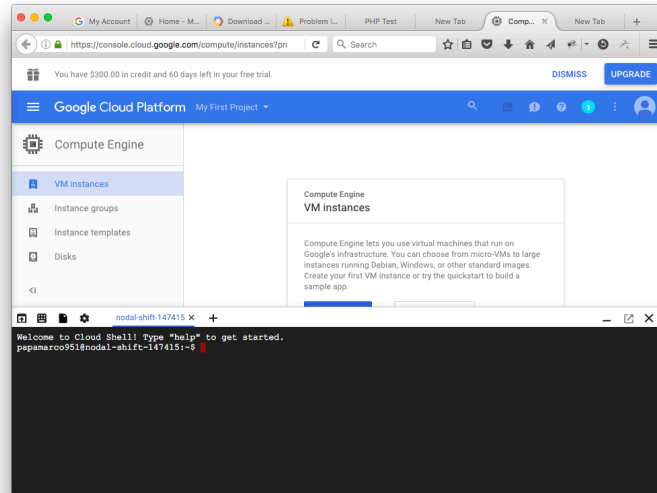 G My Account
Home - M...
Download ...
Problem l...
PHP Test
New Tab
Comp...
New Tab
https://console.cloud.google.com/compute/instances?pn
Search
You have $300.00 in credit and 60 days left in your free trial.
DISMISS
UPGRADE
Google Cloud Platform
My First Project
1
Compute Engine
VM instances
Instance groups
Instance templates
Disks
Compute Engine
VM instances
Compute Engine lets you use virtual machines that run on
Google's infrastructure. You can choose from micro-VMs to large
instances running Debian, Windows, or other standard images.
Create your first VM instance or try the quickstart to build a
sample app.
nodal-shift-147415
Welcome to Cloud Shell! Type "help" to get started.
papamarco951@nodal-shift-147415:~$